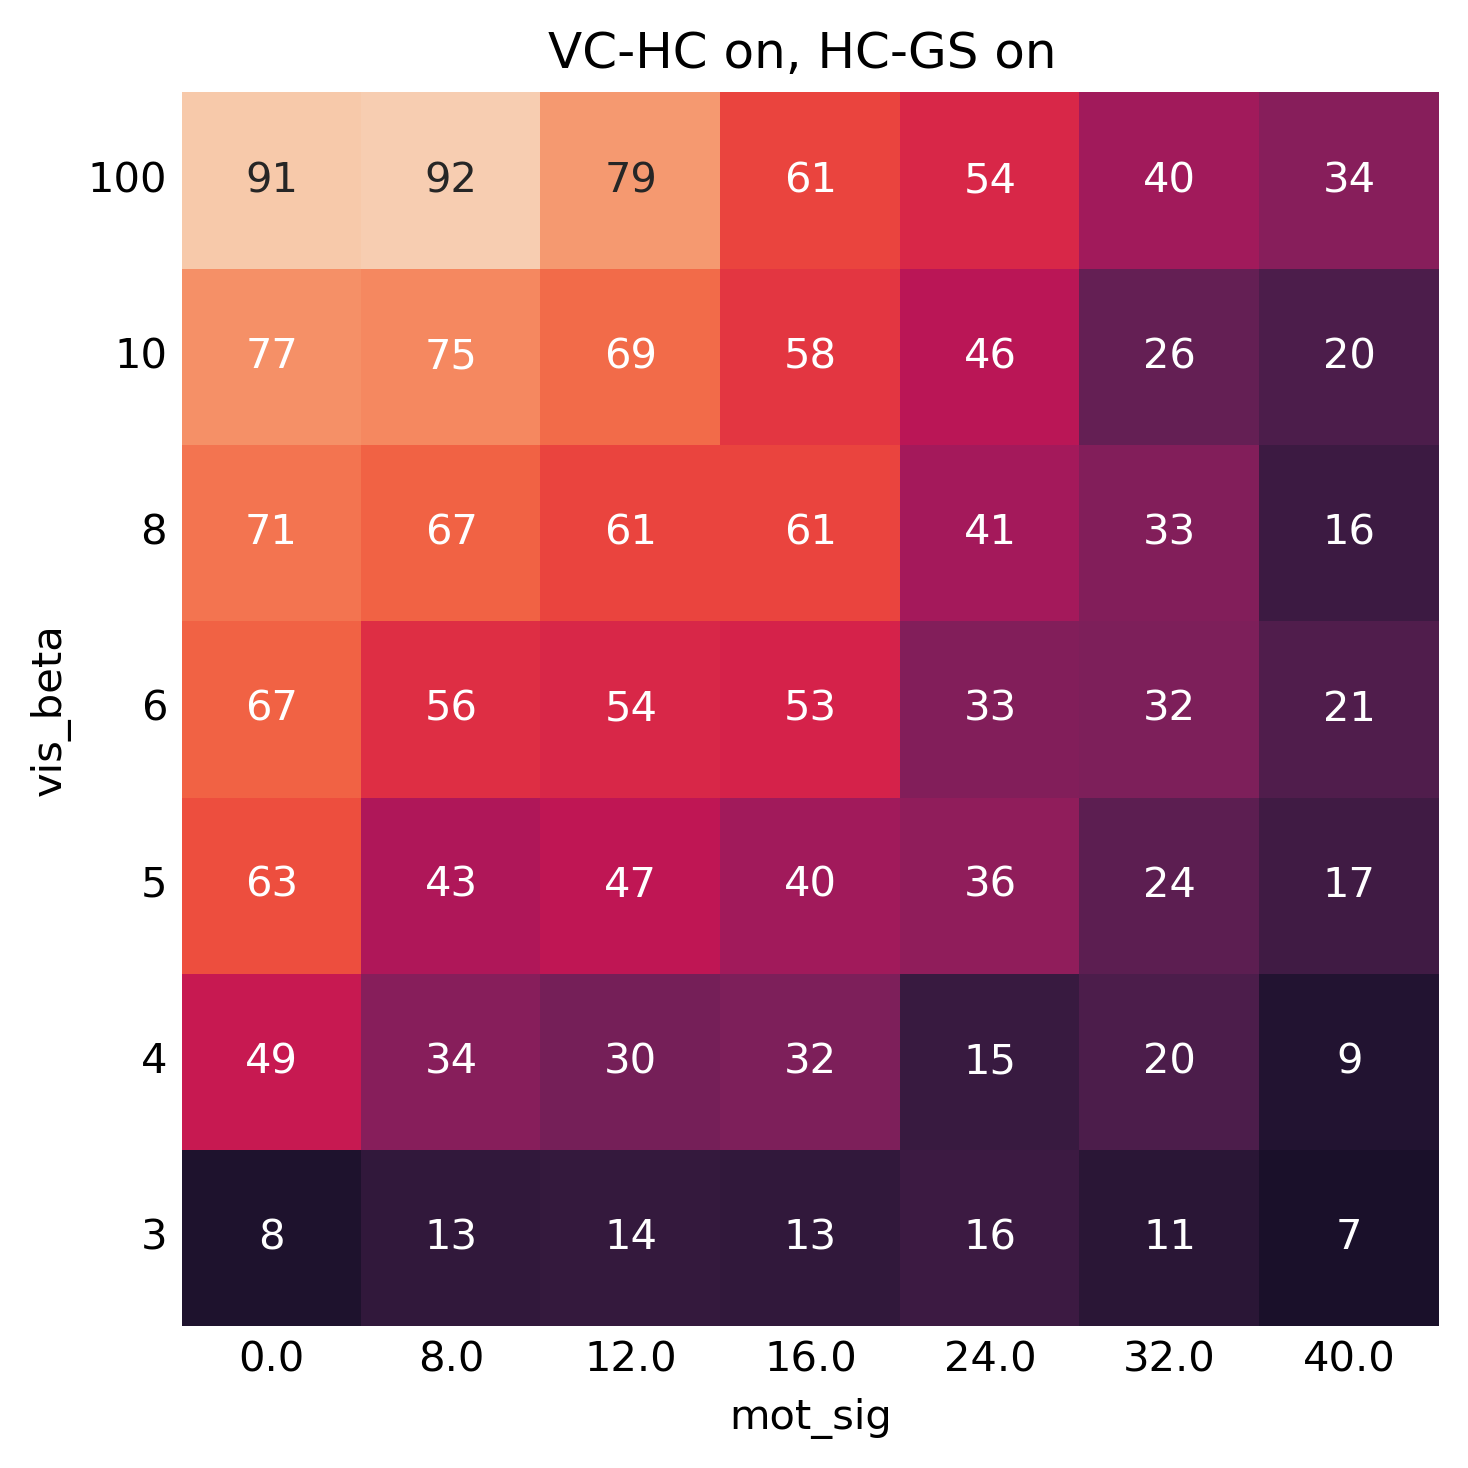 VC-HC on, HC-GS on
100 91 92 79 61 54 40 34
10 77 75 69 58 46 26 20
8 71 67 61 61 41 33 16
vis_beta
6 67 56 54 53 33 32 21
5 63 43 47 40 36 24 17
4 49 34 30 32 15 20 9
3 8 13 14 13 16 11 7
0.0 8.0 12.0 16.0 24.0 32.0 40.0
mot_sig